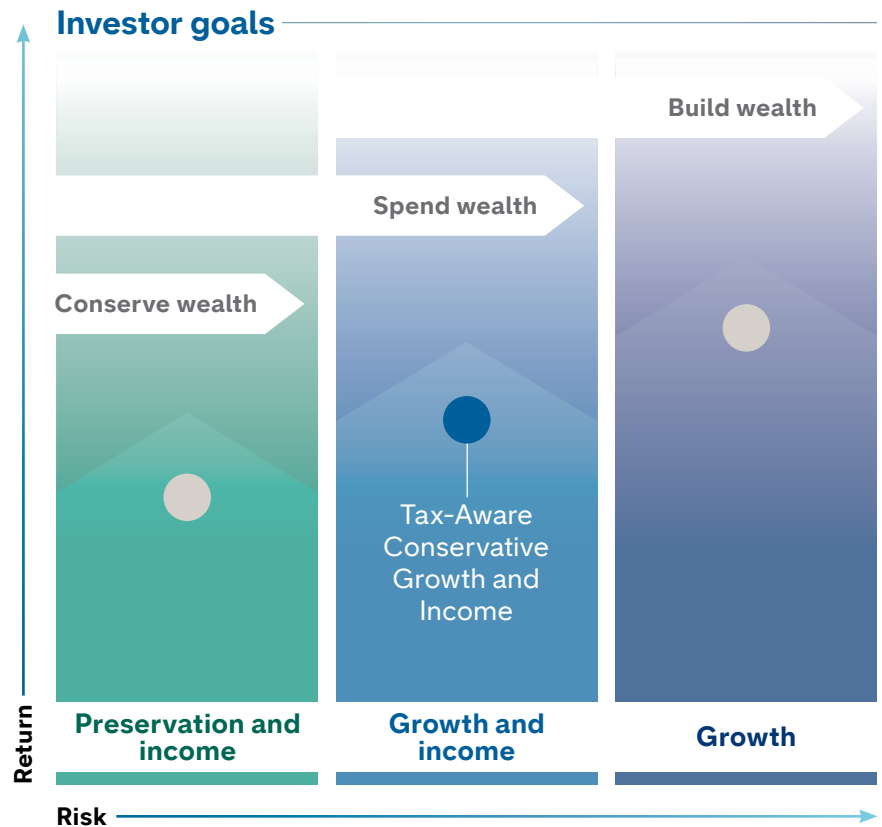 Investor goals
Build wealth
Spend wealth
Conserve wealth
Tax-Aware
Conservative
Growth and
Income
Return
Preservation and
income
Growth and
income
Growth
Risk